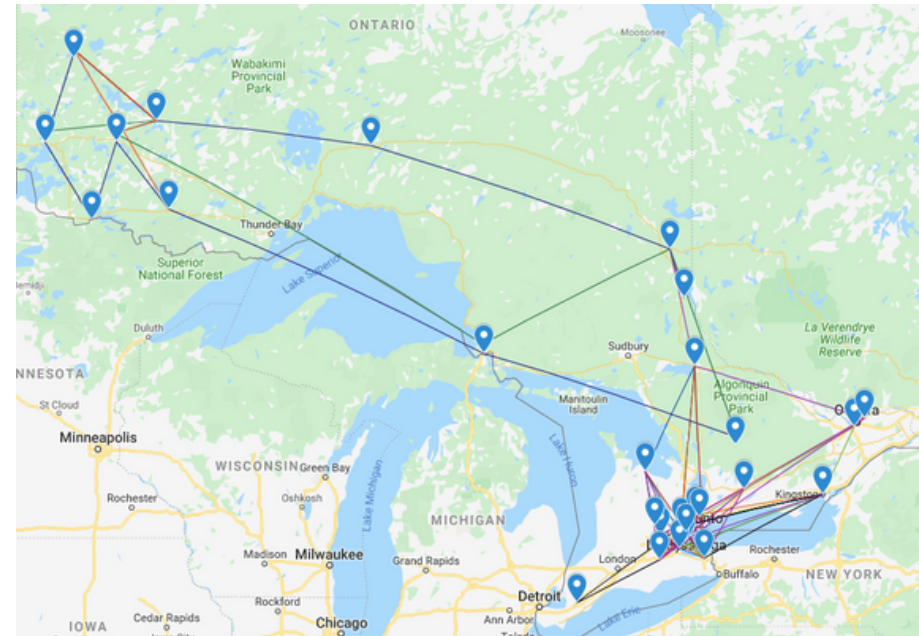 ONTARIO
Moosonee
Wabakimi
Provincial
Park
Thunder Bay
Lake Superior
Superior
National Forest
Duluth
La Verendrye
Wildlife
Reserve
Sudbury
NNESOTA
Algonquin
Provincial
Park
Manitoulin
Island
St Cloud
Minneapolis
WISCONSIN
Green Bay
Lake Huron
Kingston
Rochester
Oshkosh
Lake Michigan
MICHIGAN
Madison
Milwaukee
Grand Rapids
London
Rochester
Buffalo
NEW YORK
Rockford
Detroit
Ann Arbor
Lake Erie
Cedar Rapids
Chicago
IOWA